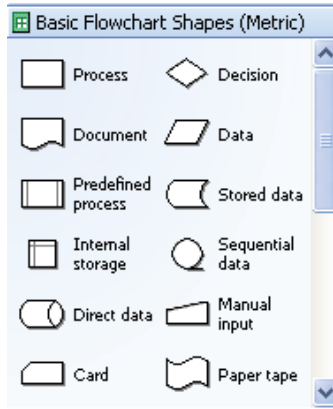 Basic Flowchart Shapes (Metric)
Process
Decision
Document
Data
Predefined
process
Stored data
Internal
storage
Sequential
data
Direct data
Manual
input
Card
Paper tape